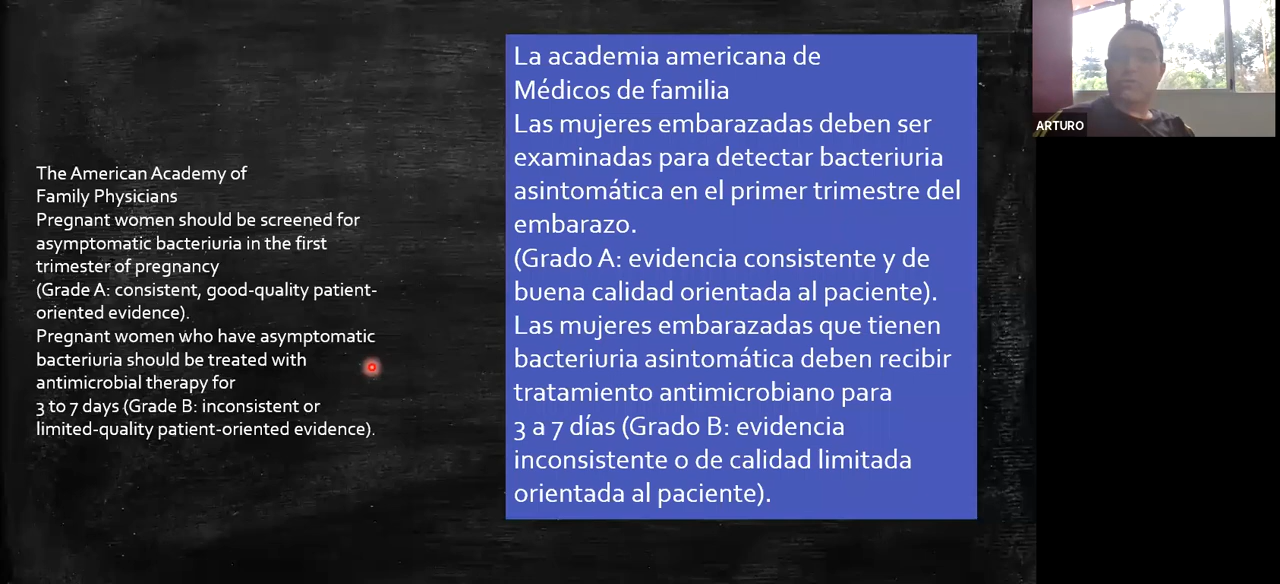 The American Academy of
Family Physicians
Pregnant women should be screened for
asymptomatic bacteriuria in the first
trimester of pregnancy
(Grade A: consistent, good-quality patient-
oriented evidence).
Pregnant women who have asymptomatic
bacteriuria should be treated with
antimicrobial therapy for
3 to 7 days (Grade B: inconsistent or
limited-quality patient-oriented evidence).
La academia americana de
Médicos de familia
Las mujeres embarazadas deben ser
examinadas para detectar bacteriuria
asintomática en el primer trimestre del
embarazo.
(Grado A: evidencia consistente y de
buena calidad orientada al paciente).
Las mujeres embarazadas que tienen
bacteriuria asintomática deben recibir
tratamiento antimicrobiano para
3 a 7 días (Grado B: evidencia
inconsistente o de calidad limitada
orientada al paciente).
ARTURO